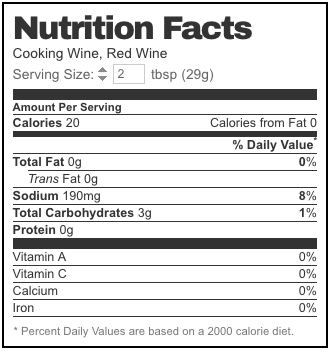 Nutrition Facts
Cooking Wine, Red Wine
Serving Size: 2 tbsp (29g)
Amount Per Serving
Calories 20 Calories from Fat 0
% Daily Value*
Total Fat 0g 0%
Trans Fat 0g
Sodium 190mg 8%
Total Carbohydrates 3g 1%
Protein 0g
Vitamin A 0%
Vitamin C 0%
Calcium 0%
Iron 0%
* Percent Daily Values are based on a 2000 calorie diet.